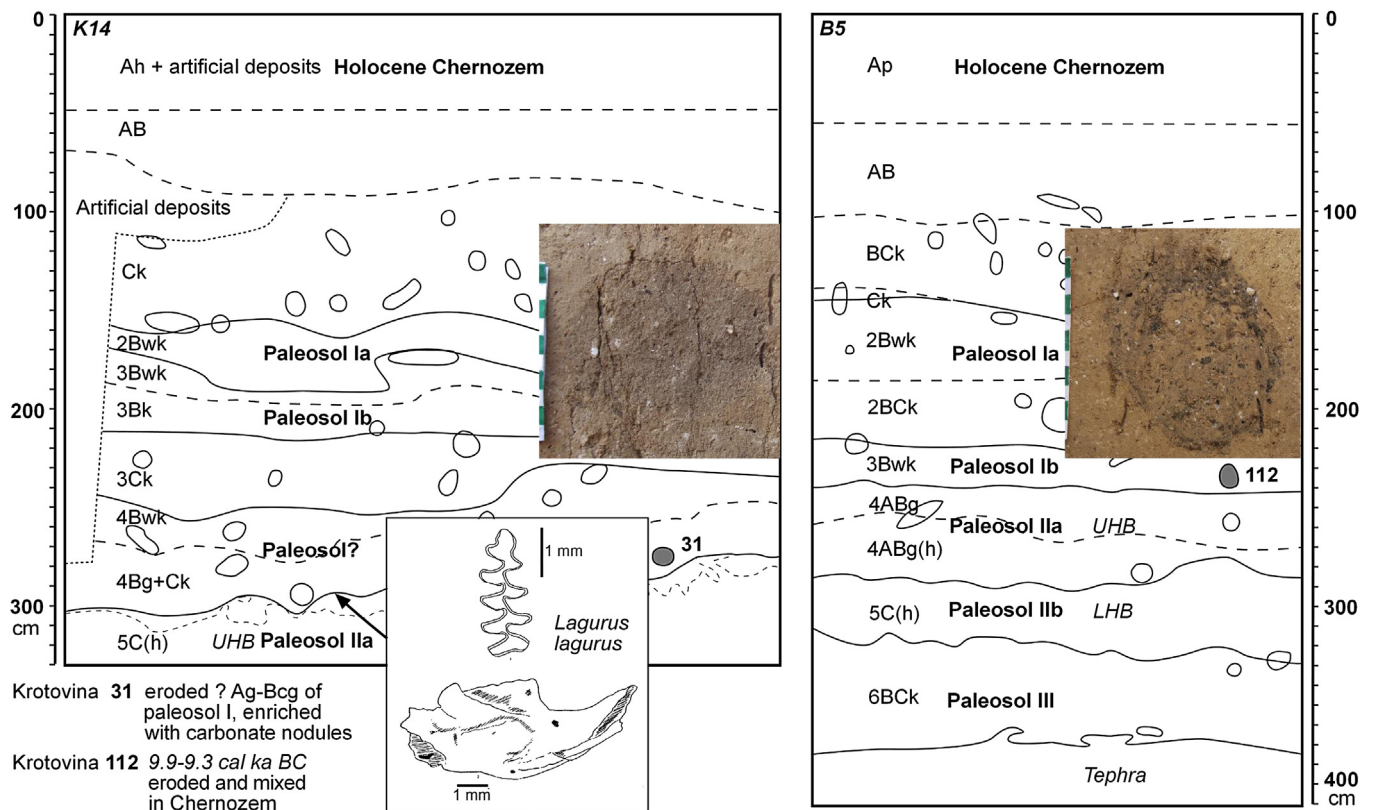 K14
0
100
200
300
cm
Ah + artificial deposits Holocene Chernozem
AB
Artificial deposits
Ck
2Bwk
Paleosol Ia
3Bwk
3Bk
Paleosol Ib
3Ck
4Bwk
Paleosol?
4Bg+Ck
31
5C(h)
UHB Paleosol IIa
1 mm
Lagurus
lagurus
1 mm
Krotovina 31 eroded ? Ag-Bcg of
paleosol I, enriched
with carbonate nodules
Krotovina 112 9.9-9.3 cal ka BC
eroded and mixed
in Chernozem
B5
0
100
200
300
400
cm
Ap Holocene Chernozem
AB
BCk
Ck
2Bwk
Paleosol Ia
2BCk
3Bwk Paleosol Ib
112
4ABg
Paleosol IIa UHB
4ABg(h)
5C(h) Paleosol IIb LHB
6BCk Paleosol III
Tephra